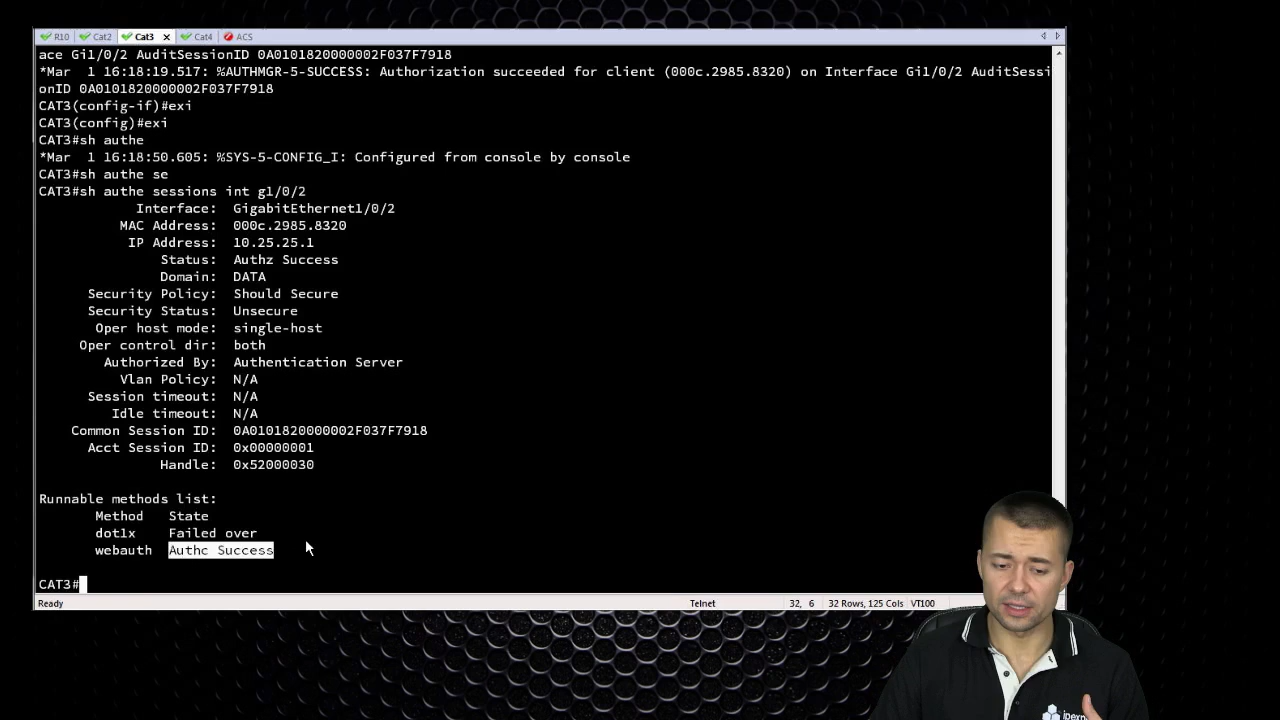 R10 Cat2 Cat3 Cat4 ACS
ace Gi1/0/2 AuditSessionID 0A0101820000002F037F7918
*Mar  1 16:18:19.517: %AUTHMGR-5-SUCCESS: Authorization succeeded for client (000c.2985.8320) on Interface Gi1/0/2 AuditSessi
onID 0A0101820000002F037F7918
CAT3(config-if)#exi
CAT3(config)#exi
CAT3#sh authe
*Mar  1 16:18:50.605: %SYS-5-CONFIG_I: Configured from console by console
CAT3#sh authe se
CAT3#sh authe sessions int g1/0/2
Interface: GigabitEthernet1/0/2
MAC Address: 000c.2985.8320
IP Address: 10.25.25.1
Status: Authz Success
Domain: DATA
Security Policy: Should Secure
Security Status: Unsecure
Oper host mode: single-host
Oper control dir: both
Authorized By: Authentication Server
Vlan Policy: N/A
Session timeout: N/A
Idle timeout: N/A
Common Session ID: 0A0101820000002F037F7918
Acct Session ID: 0x00000001
Handle: 0x52000030
Runnable methods list:
Method State
dot1x Failed over
webauth Authc Success
CAT3#
Ready Telnet 32, 6 32 Rows, 125 Cols VT100